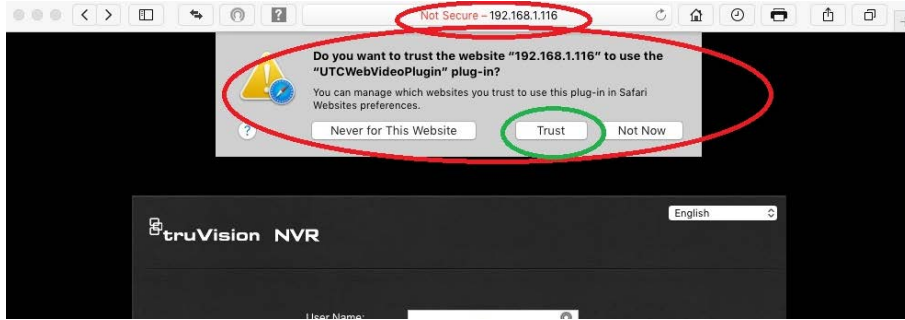 Not Secure – 192.168.1.116
Do you want to trust the website “192.168.1.116” to use the
“UTCWebVideoPlugin” plug-in?
You can manage which websites you trust to use this plug-in in Safari
Websites preferences.
? Never for This Website Trust Not Now
English
truVision NVR
User Name: